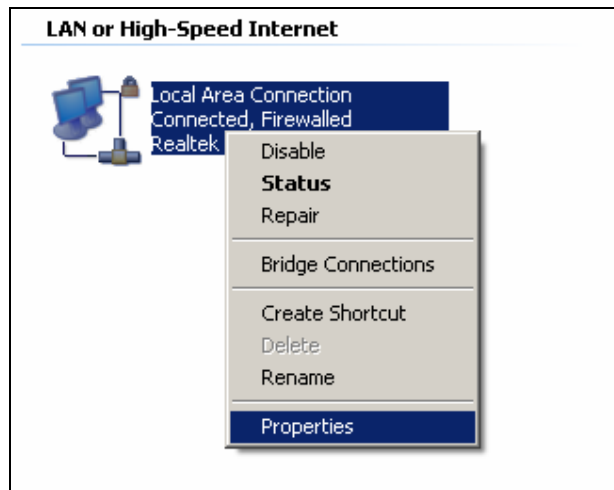 LAN or High-Speed Internet
Local Area Connection
Connected, Firewalled
Realtek
Disable
Status
Repair
Bridge Connections
Create Shortcut
Delete
Rename
Properties